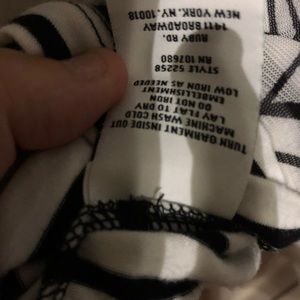 TURN GARMENT INSIDE OUT
MACHINE WASH COLD
LAY FLAT TO DRY
DO NOT IRON
EMBELLISHMENT
LOW IRON AS NEEDED
STYLE 52258
RN 107680
RUBY RD.
1411 BROADWAY
NEW YORK, NY. 10018